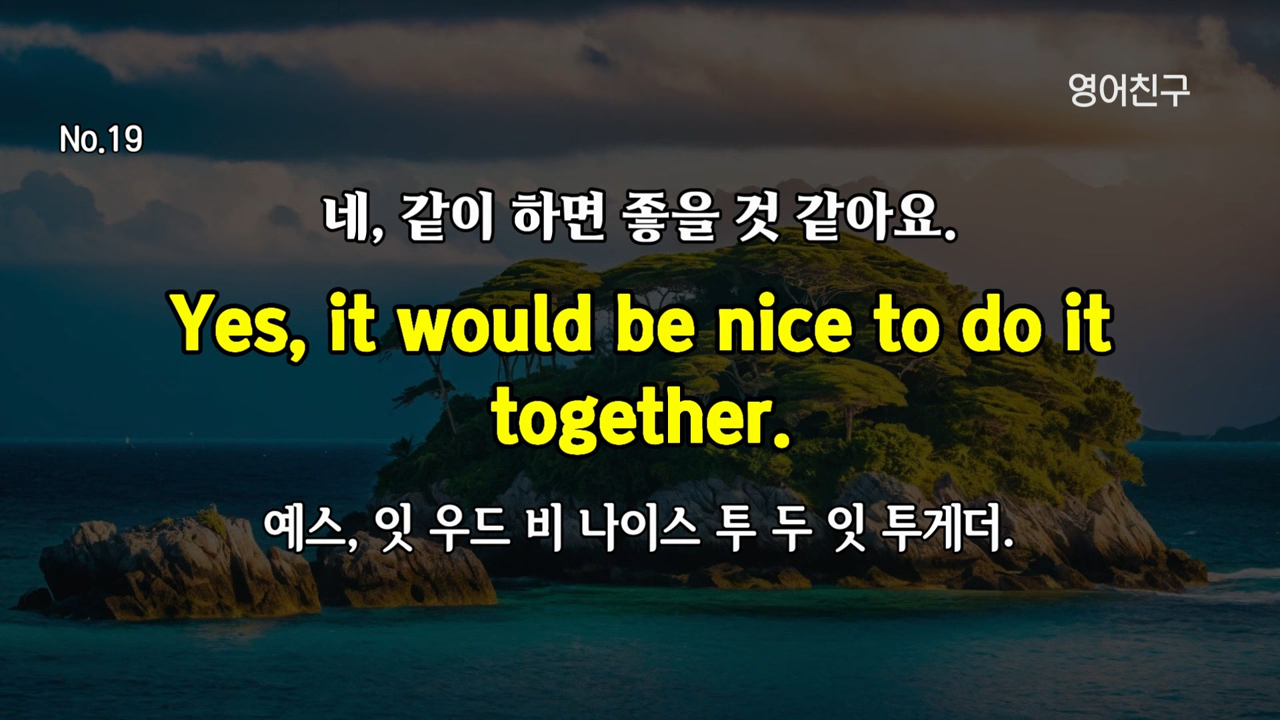 영어친구
No.19
네, 같이 하면 좋을 것 같아요.
Yes, it would be nice to do it
together.
예스, 잇 우드 비 나이스 투 두 잇 투게더.